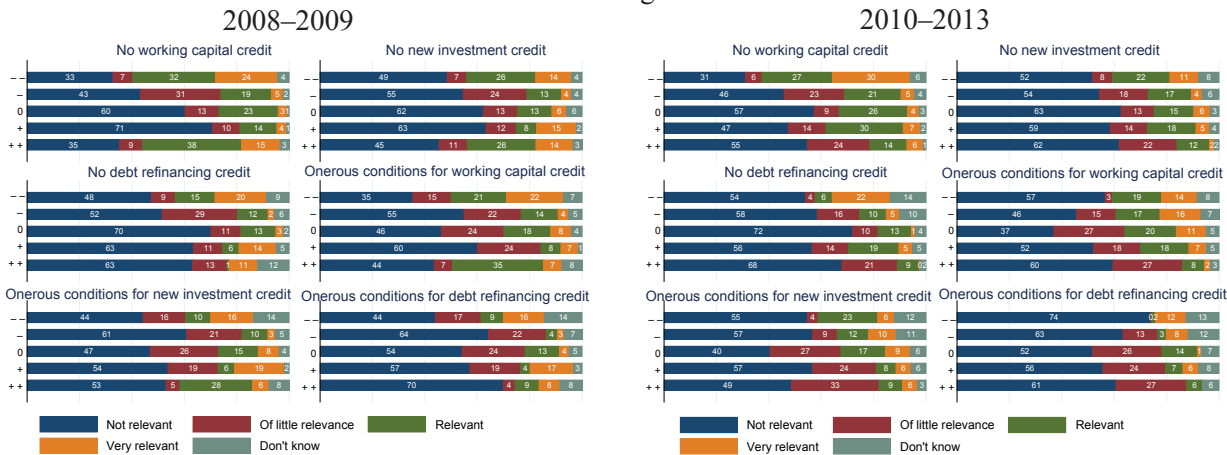 2008–2009
No working capital credit
– – 33 7 32 24 4
– 43 31 19 5 2
0 60 13 23 3 1
+ 71 10 14 4 1
+ + 35 9 38 15 3
No new investment credit
– – 49 7 26 14 4
– 55 24 13 4 4
0 62 13 13 6 6
+ 63 12 8 15 2
+ + 45 11 26 14 3
No debt refinancing credit
– – 48 9 15 20 9
– 52 29 12 2 6
0 70 11 13 3 2
+ 63 11 6 14 5
+ + 63 13 1 11 12
Onerous conditions for working capital credit
– – 35 15 21 22 7
– 55 22 14 4 5
0 46 24 18 8 4
+ 60 24 8 7 1
+ + 44 7 35 7 8
Onerous conditions for new investment credit
– – 44 16 10 16 14
– 61 21 10 3 5
0 47 26 15 8 4
+ 54 19 6 19 2
+ + 53 5 28 6 8
Onerous conditions for debt refinancing credit
– – 44 17 9 16 14
– 64 22 4 3 7
0 54 24 13 4 5
+ 57 19 4 17 3
+ + 70 4 9 8 8
Not relevant Of little relevance Relevant
Very relevant Don't know
2010–2013
No working capital credit
– – 31 6 27 30 6
– 46 23 21 5 4
0 57 9 26 4 3
+ 47 14 30 7 2
+ + 55 24 14 6 1
No new investment credit
– – 52 8 22 11 8
– 54 18 17 4 6
0 63 13 15 6 3
+ 59 14 18 5 4
+ + 62 22 12 2 2
No debt refinancing credit
– – 54 4 6 22 14
– 58 16 10 5 10
0 72 10 13 1 4
+ 56 14 19 5 5
+ + 68 21 9 0 2
Onerous conditions for working capital credit
– – 57 3 19 14 8
– 46 15 17 16 7
0 37 27 20 11 5
+ 52 18 18 7 5
+ + 60 27 8 2 3
Onerous conditions for new investment credit
– – 55 4 23 6 12
– 57 9 12 10 11
0 40 27 17 9 6
+ 57 24 8 6 6
+ + 49 33 9 6 3
Onerous conditions for debt refinancing credit
– – 74 0 2 12 13
– 63 13 3 8 12
0 52 26 14 1 7
+ 56 24 7 6 8
+ + 61 27 6 6
Not relevant Of little relevance Relevant
Very relevant Don't know